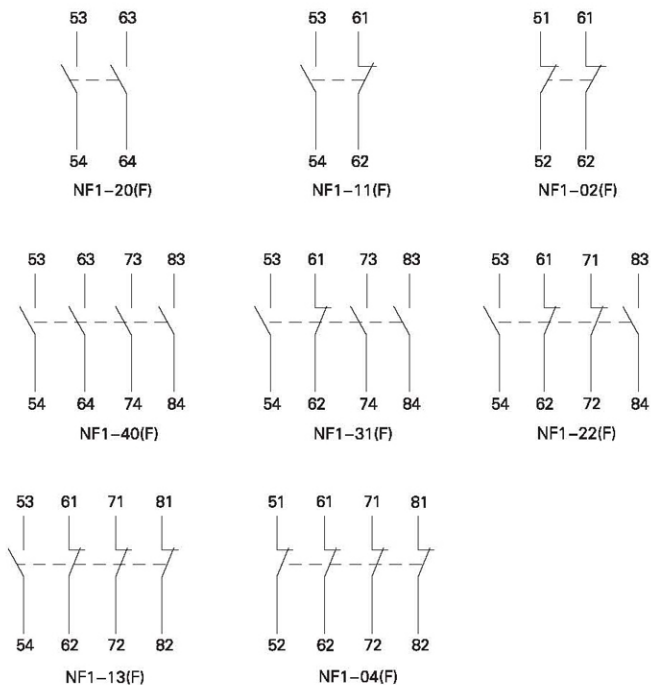 53 63 53 61 51 61
54 64 54 62 52 62
NF1–20(F) NF1–11(F) NF1–02(F)
53 63 73 83 53 61 73 83 53 61 71 83
54 64 74 84 54 62 74 84 54 62 72 84
NF1–40(F) NF1–31(F) NF1–22(F)
53 61 71 81 51 61 71 81
54 62 72 82 52 62 72 82
NF1–13(F) NF1–04(F)